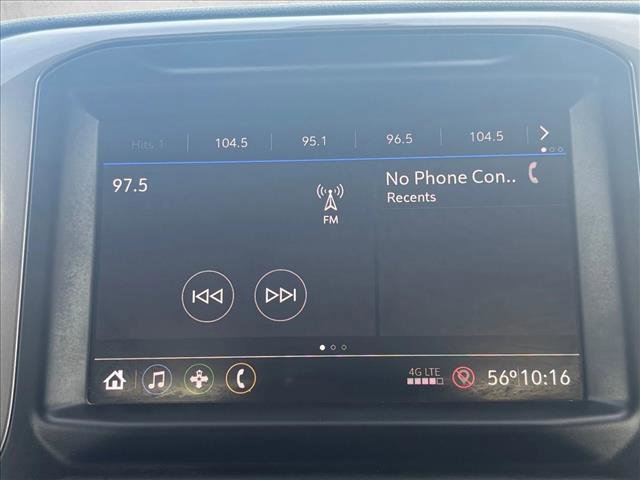 Hits 1 104.5 95.1 96.5 104.5
97.5
FM
No Phone Con..
Recents
4G LTE
56° 10:16